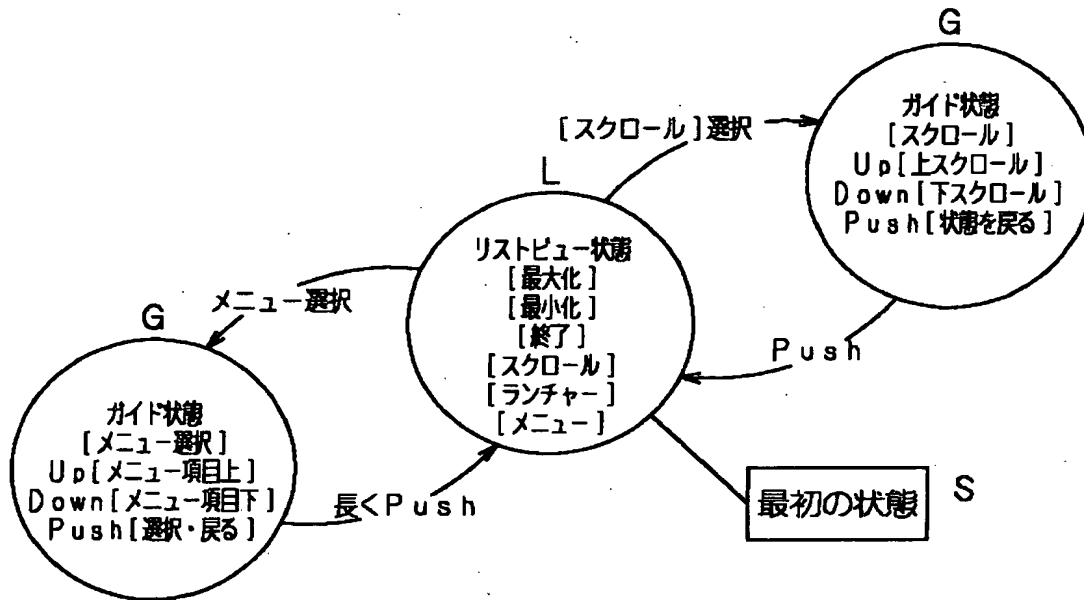 G
ガイド状態
[スクロール]
Up[上スクロール]
Down[下スクロール]
Push[状態を戻る]
[スクロール]選択
L
リストビュー状態
[最大化]
[最小化]
[終了]
[スクロール]
[ランチャー]
[メニュー]
メニュー選択
G
ガイド状態
[メニュー選択]
Up[メニュー項目上]
Down[メニュー項目下]
Push[選択・戻る]
Push
長くPush
最初の状態
S